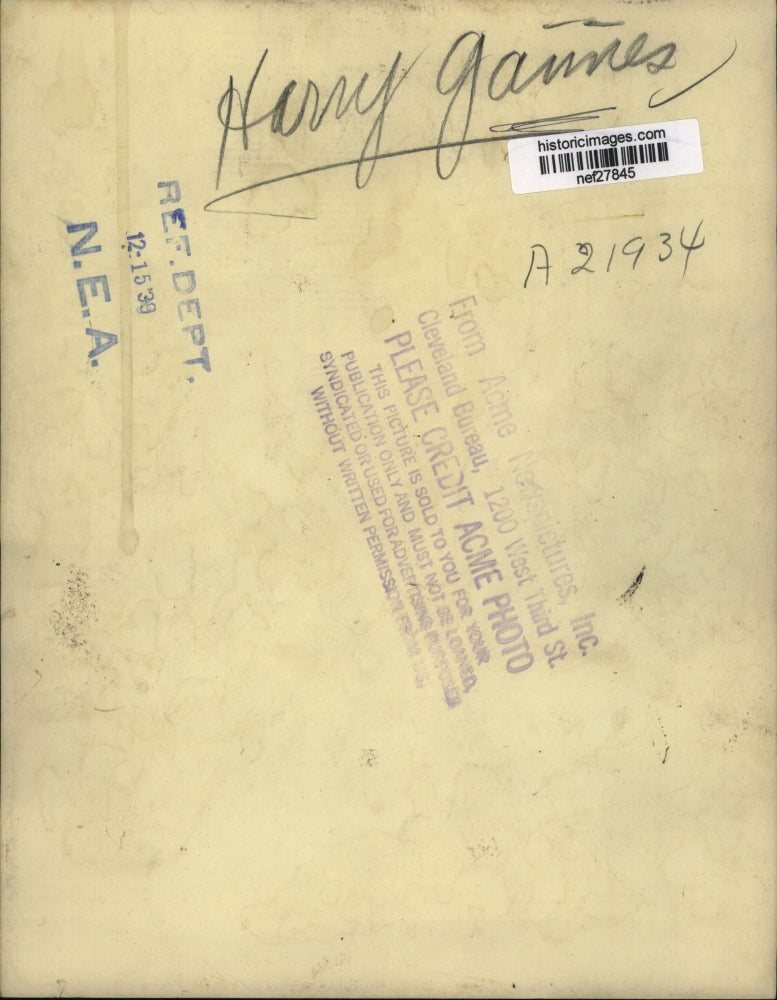 Harry Gannes
historicimages.com
nef27845
A 21934
REF. DEPT.
12-15'39
N.E.A.
From Acme Newspictures, Inc.
Cleveland Bureau, 1200 West Third St.
PLEASE CREDIT ACME PHOTO
THIS PICTURE IS SOLD TO YOU FOR YOUR
PUBLICATION ONLY AND MUST NOT BE LOANED,
SYNDICATED OR USED FOR ADVERTISING PURPOSES
WITHOUT WRITTEN PERMISSION FROM US.